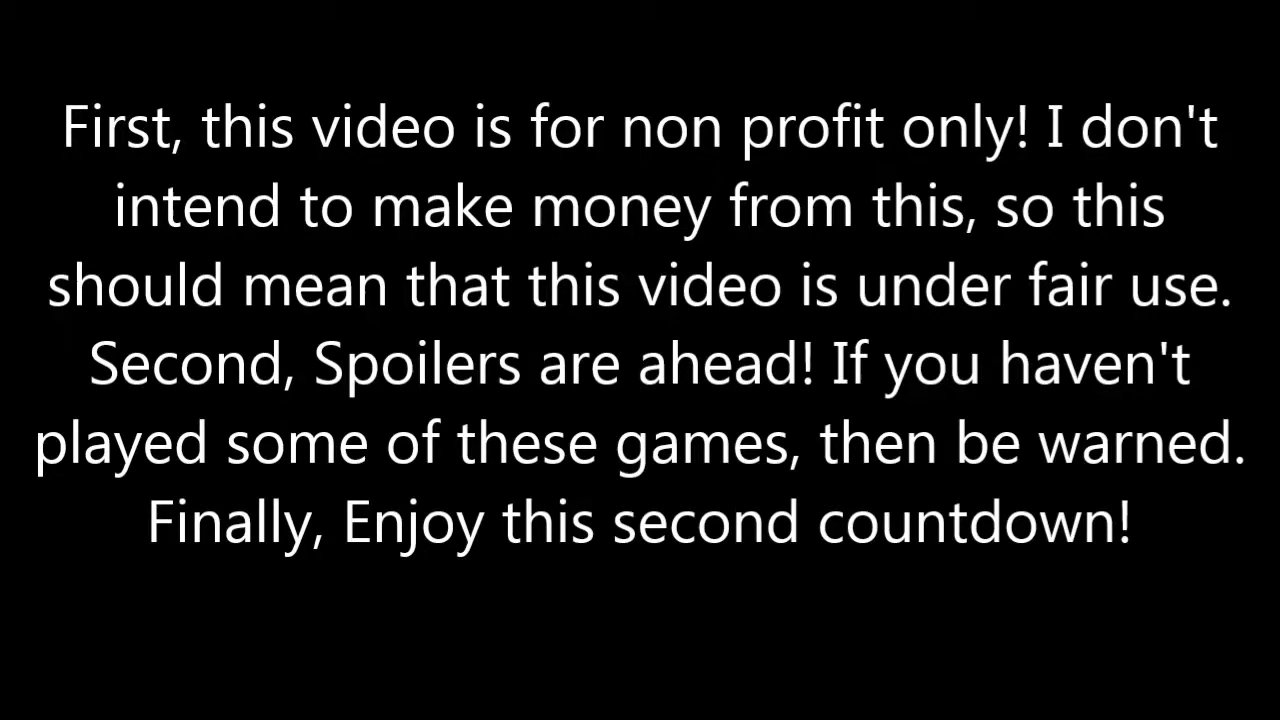 First, this video is for non profit only! I don't
intend to make money from this, so this
should mean that this video is under fair use.
Second, Spoilers are ahead! If you haven't
played some of these games, then be warned.
Finally, Enjoy this second countdown!